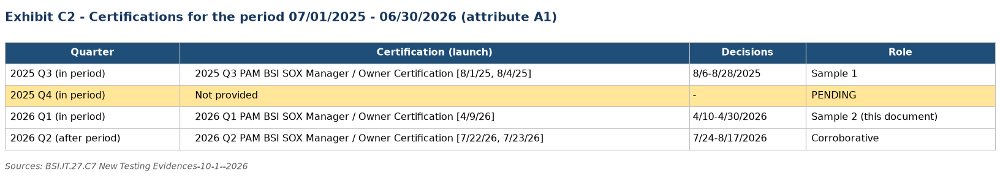 Exhibit C2 - Certifications for the period 07/01/2025 - 06/30/2026 (attribute A1)
Quarter Certification (launch) Decisions Role
2025 Q3 (in period) 2025 Q3 PAM BSI SOX Manager / Owner Certification [8/1/25, 8/4/25] 8/6-8/28/2025 Sample 1
2025 Q4 (in period) Not provided - PENDING
2026 Q1 (in period) 2026 Q1 PAM BSI SOX Manager / Owner Certification [4/9/26] 4/10-4/30/2026 Sample 2 (this document)
2026 Q2 (after period) 2026 Q2 PAM BSI SOX Manager / Owner Certification [7/22/26, 7/23/26] 7/24-8/17/2026 Corroborative
Sources: BSI.IT.27.C7 New Testing Evidences-10-1--2026